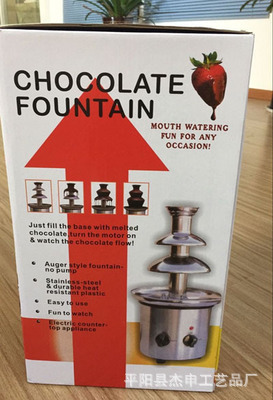 CHOCOLATE
FOUNTAIN
MOUTH WATERING
FUN FOR ANY
OCCASION!
Just fill the base with melted
chocolate,turn the motor on
& watch the chocolate flow!
- Auger style fountain-
no pump
- Stainless-steel
& durable heat
resistant plastic
- Easy to use
- Fun to watch
- Electric counter-
top appliance
平阳县杰申工艺品厂